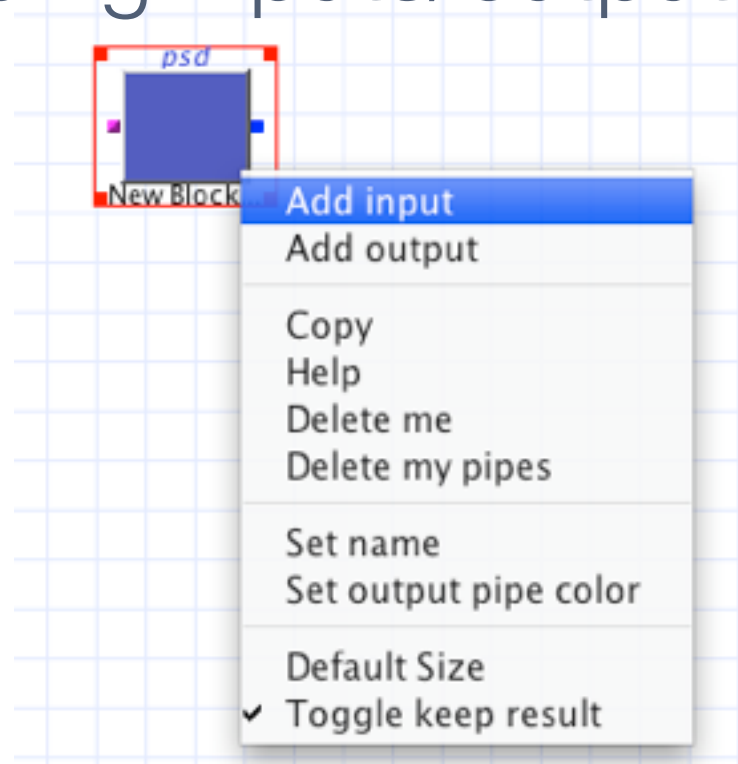 psd
New Block...
Add input
Add output
Copy
Help
Delete me
Delete my pipes
Set name
Set output pipe color
Default Size
Toggle keep result